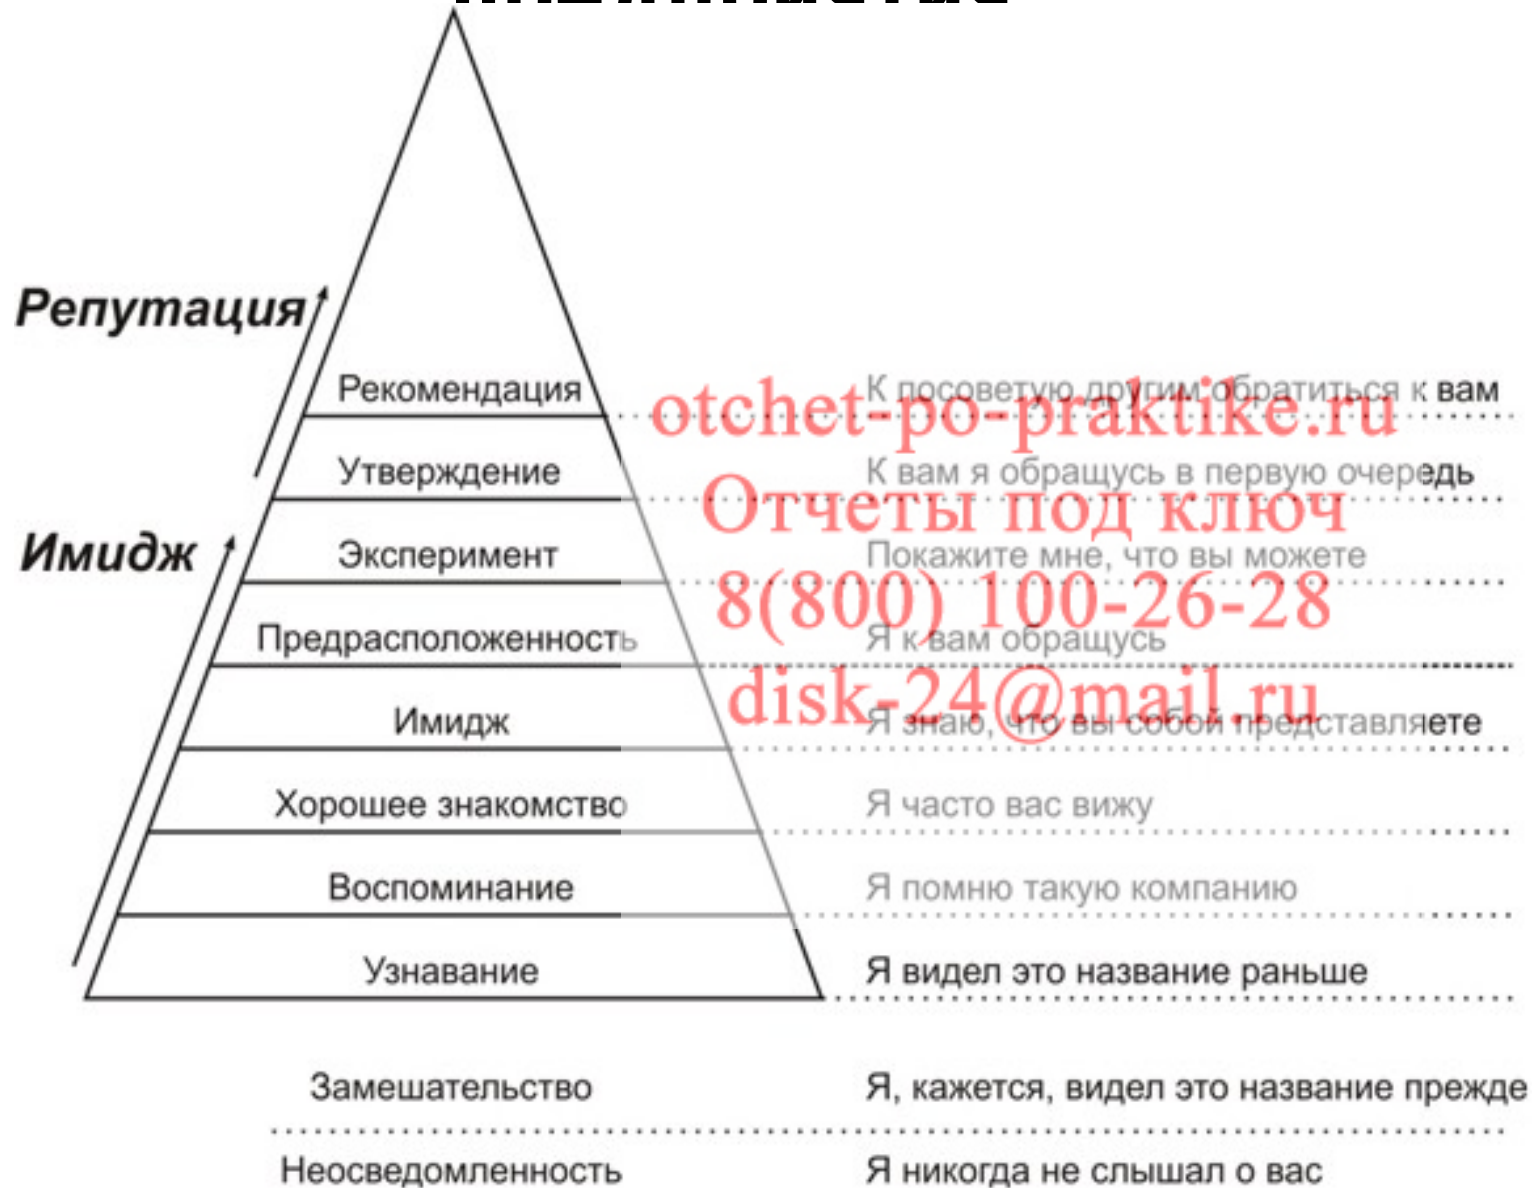 Репутация
Рекомендация К посоветую другим обратиться к вам
otchet-po-praktike.ru
Утверждение К вам я обращусь в первую очередь
Отчеты под ключ
Имидж
Эксперимент Покажите мне, что вы можете
8(800) 100-26-28
Предрасположенность Я к вам обращусь
disk-24@mail.ru
Имидж Я знаю, что вы собой представляете
Хорошее знакомство Я часто вас вижу
Воспоминание Я помню такую компанию
Узнавание Я видел это название раньше
Замешательство Я, кажется, видел это название прежде
Неосведомленность Я никогда не слышал о вас